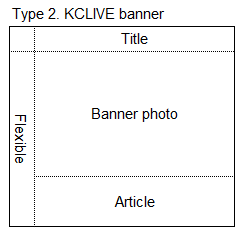 Type 2. KCLIVE banner
Title
Flexible
Banner photo
Article